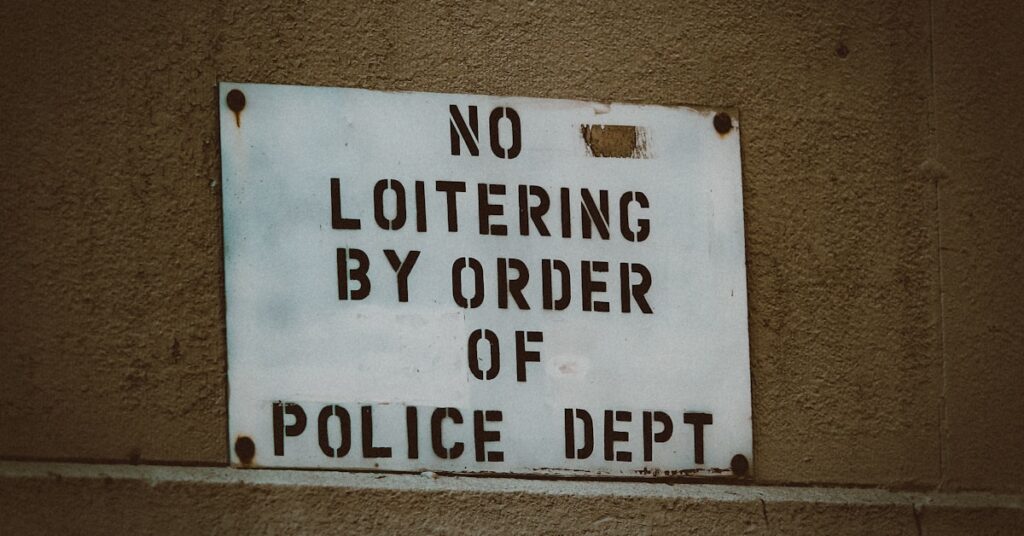 NO
LOITERING
BY ORDER
OF
POLICE DEPT